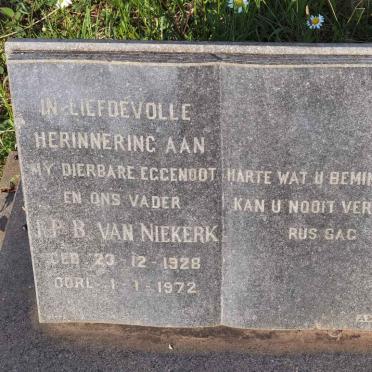 IN LIEFDEVOLLE
HERINNERING AAN
MY DIERBARE EGGENOOT
EN ONS VADER
J.P.B. VAN NIEKERK
GEB. 23-12-1928
OORL. 1-1-1972
HARTE WAT U BEMIN
KAN U NOOIT VER
RUS SAG